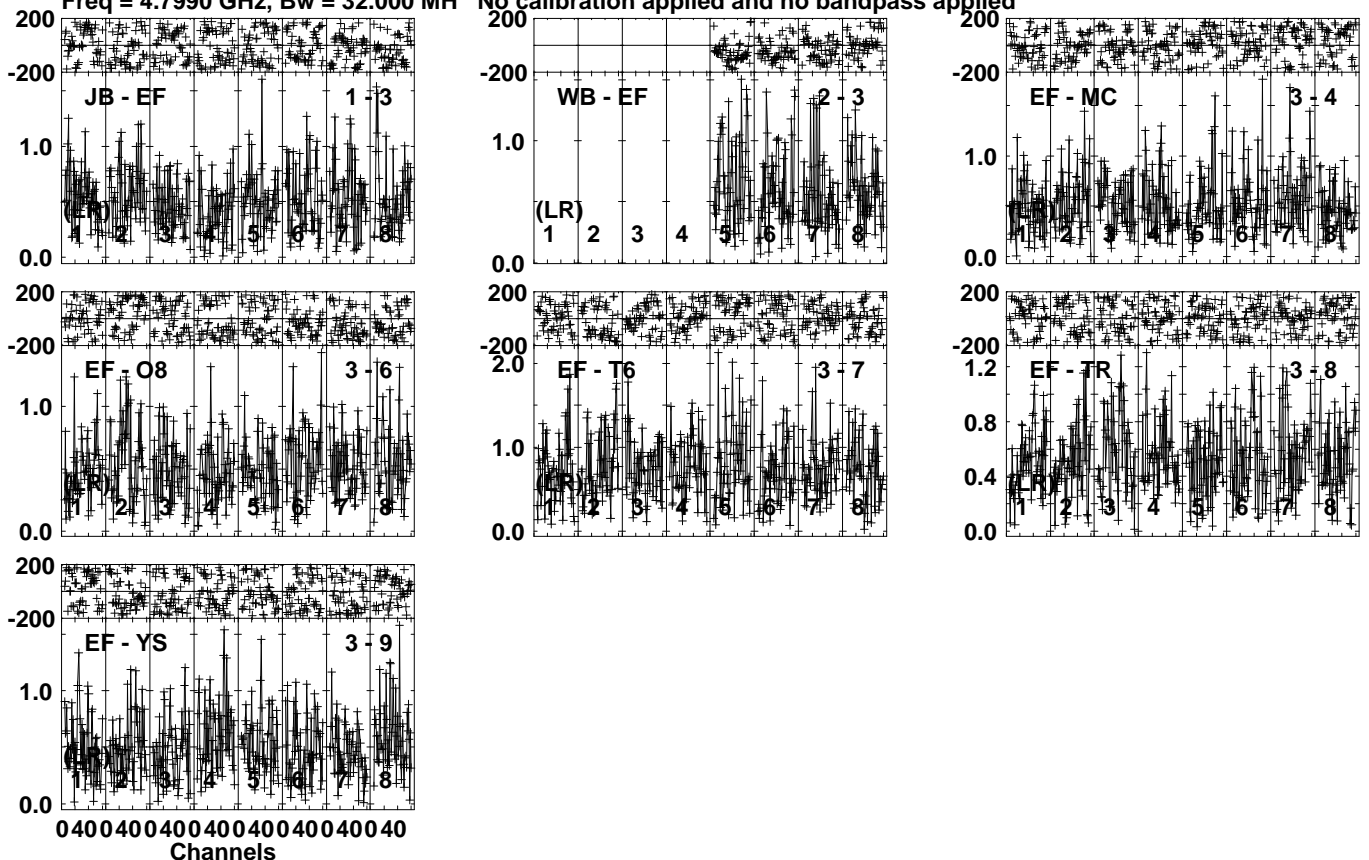 Freq = 4.7990 GHz, Bw = 32.000 MH No calibration applied and no bandpass applied
200
-200
JB - EF 1 - 3
1.0
(LR)
1 2 3 4 5 6 7 8
0.0
200
-200
WB - EF 2 - 3
1.0
(LR)
1 2 3 4 5 6 7 8
0.0
200
-200
EF - MC 3 - 4
1.0
(LR)
1 2 3 4 5 6 7 8
0.0
200
-200
EF - O8 3 - 6
1.0
(LR)
1 2 3 4 5 6 7 8
0.0
200
-200
2.0
EF - T6 3 - 7
1.0
(LR)
1 2 3 4 5 6 7 8
0.0
200
-200
1.2
EF - TR 3 - 8
0.8
0.4
(LR)
1 2 3 4 5 6 7 8
0.0
200
-200
EF - YS 3 - 9
1.0
(LR)
1 2 3 4 5 6 7 8
0.0
0 40 0 40 0 40 0 40 0 40 0 40 0 40 0 40
Channels